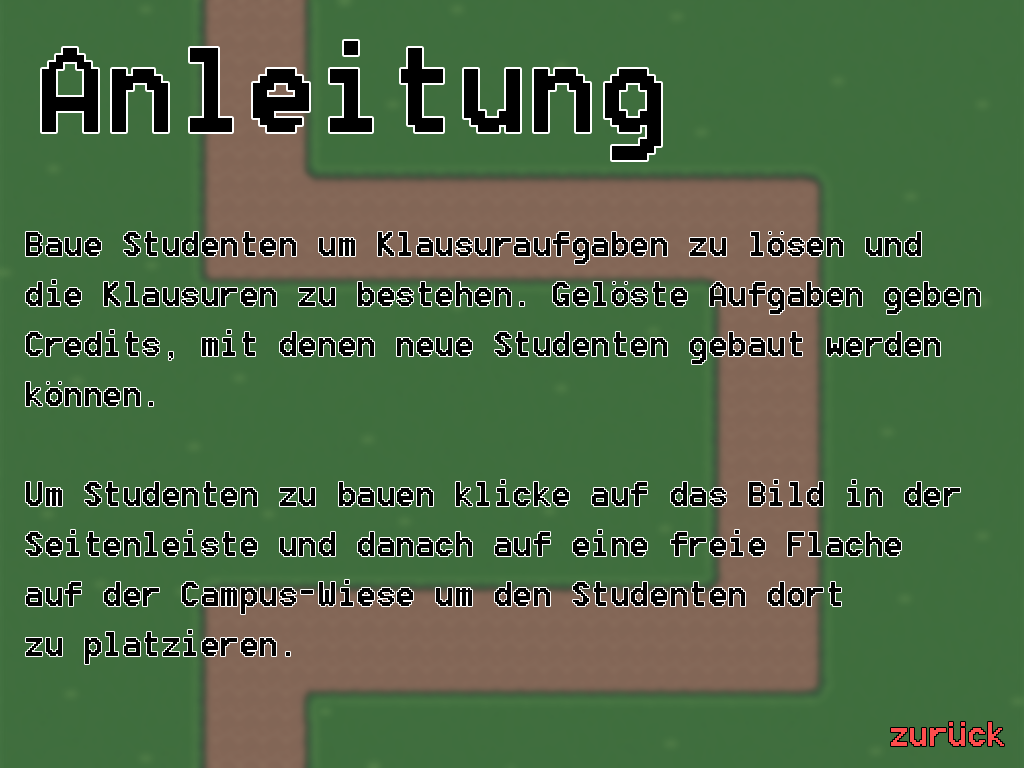 Anleitung
Baue Studenten um Klausuraufgaben zu lösen und
die Klausuren zu bestehen. Gelöste Aufgaben geben
Credits, mit denen neue Studenten gebaut werden
können.
Um Studenten zu bauen klicke auf das Bild in der
Seitenleiste und danach auf eine freie Flache
auf der Campus-Wiese um den Studenten dort
zu platzieren.
zurück